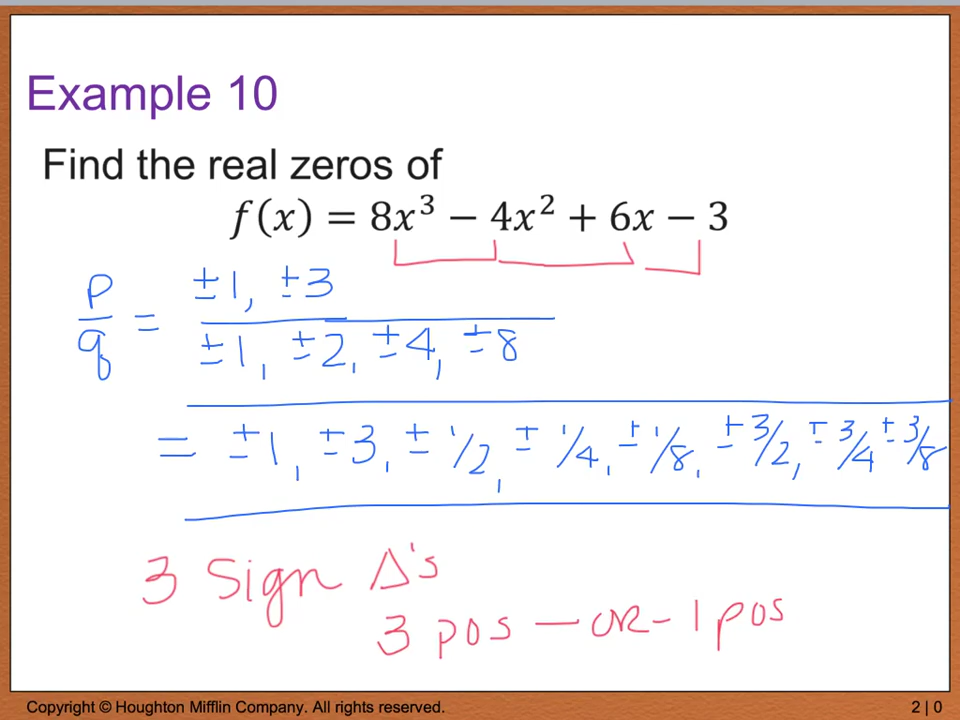 Example 10
Find the real zeros of
f(x) = 8x³ − 4x² + 6x − 3
p/q = ±1, ±3
±1, ±2, ±4, ±8
= ±1, ±3, ±1/2, ±1/4, ±1/8, ±3/2, ±3/4 ±3/8
3 Sign Δ's
3 pos — OR — 1 pos
Copyright © Houghton Mifflin Company. All rights reserved. 2 | 0